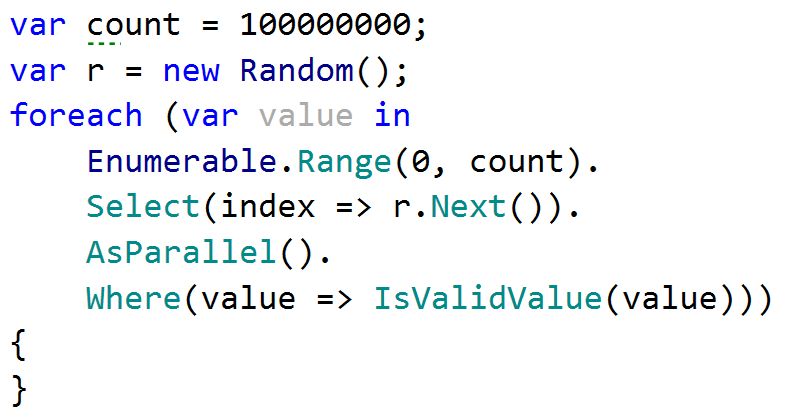 var count = 100000000;
var r = new Random();
foreach (var value in
    Enumerable.Range(0, count).
    Select(index => r.Next()).
    AsParallel().
    Where(value => IsValidValue(value)))
{
}